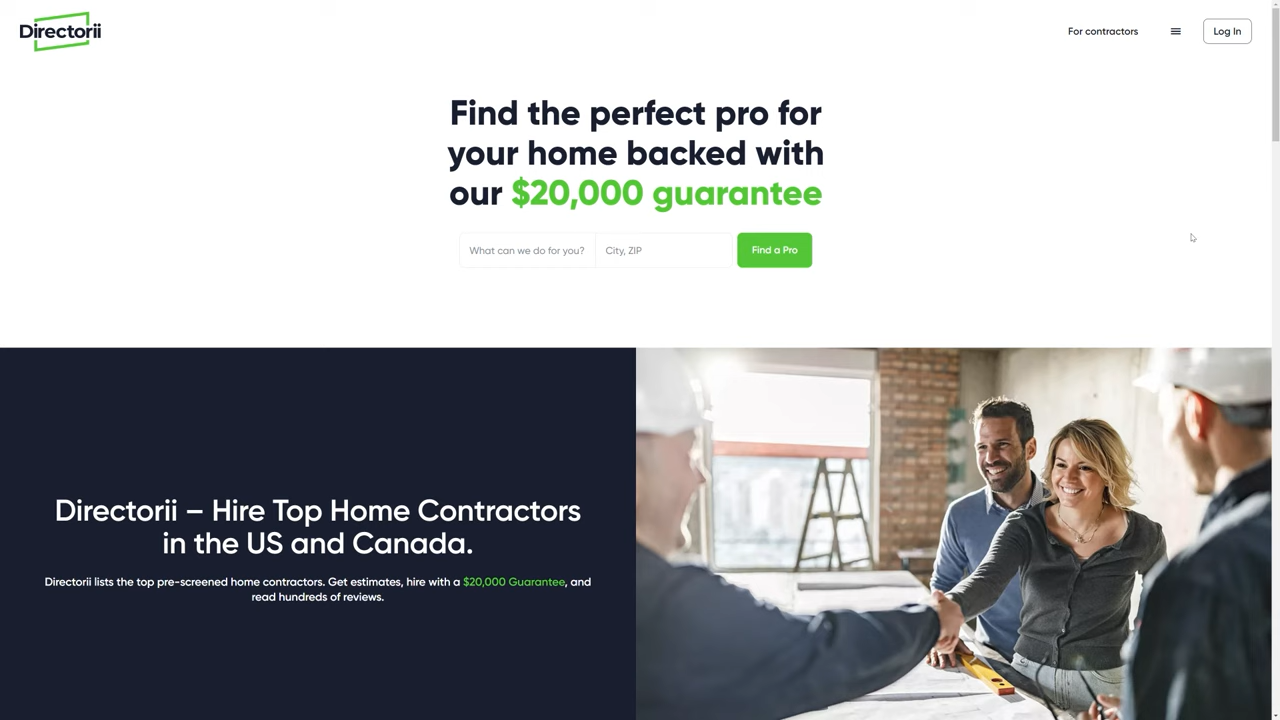 Directorii
For contractors
Log In
Find the perfect pro for
your home backed with
our $20,000 guarantee
What can we do for you?
City, ZIP
Find a Pro
Directorii – Hire Top Home Contractors
in the US and Canada.
Directorii lists the top pre-screened home contractors. Get estimates, hire with a $20,000 Guarantee, and
read hundreds of reviews.